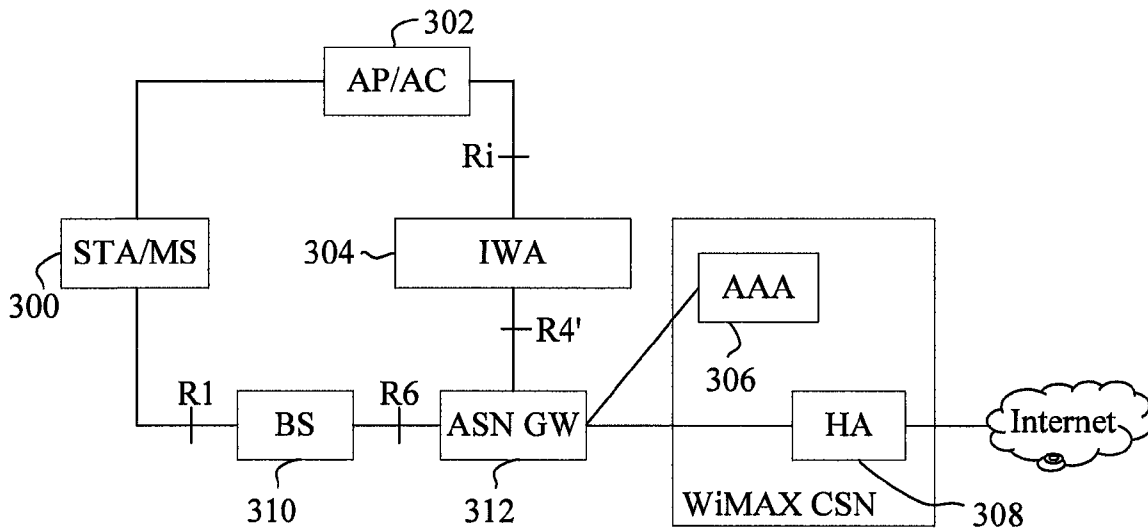 302
AP/AC
Ri
STA/MS
300
304
IWA
AAA
306
R4'
R1
BS
310
R6
ASN GW
312
HA
308
Internet
WiMAX CSN